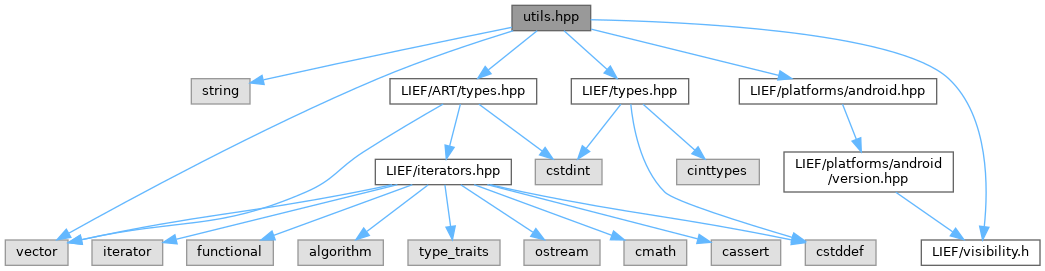 utils.hpp
string
LIEF/ART/types.hpp
LIEF/types.hpp
LIEF/platforms/android.hpp
LIEF/iterators.hpp
cstdint
cinttypes
LIEF/platforms/android
/version.hpp
vector
iterator
functional
algorithm
type_traits
ostream
cmath
cassert
cstddef
LIEF/visibility.h